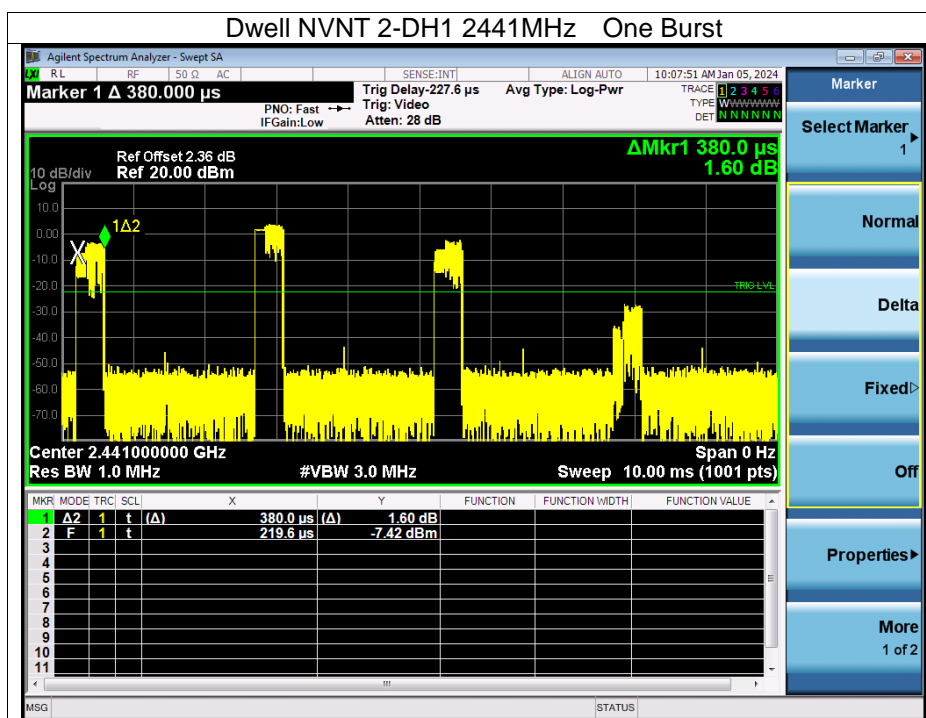 Dwell NVNT 2-DH1 2441MHz One Burst
Agilent Spectrum Analyzer - Swept SA
LXI RL RF 50 Ω AC SENSE:INT ALIGN AUTO 10:07:51 AM Jan 05, 2024
Marker 1 Δ 380.000 µs
PNO: Fast
IFGain:Low
Trig Delay-227.6 µs
Trig: Video
Atten: 28 dB
Avg Type: Log-Pwr
TRACE 1 2 3 4 5 6
TYPE WWWWWWW
DET N N N N N N
ΔMkr1 380.0 µs
1.60 dB
Ref Offset 2.36 dB
Ref 20.00 dBm
10 dB/div
Log
10.0
0.00
-10.0
-20.0
-30.0
-40.0
-50.0
-60.0
-70.0
X
1Δ2
TRIG LVL
Center 2.441000000 GHz Span 0 Hz
Res BW 1.0 MHz #VBW 3.0 MHz Sweep 10.00 ms (1001 pts)
MKR MODE TRC SCL X Y FUNCTION FUNCTION WIDTH FUNCTION VALUE
1 Δ2 1 t (Δ) 380.0 µs (Δ) 1.60 dB
2 F 1 t 219.6 µs -7.42 dBm
3
4
5
6
7
8
9
10
11
MSG STATUS
Marker
Select Marker
1
Normal
Delta
Fixed
Off
Properties
More
1 of 2